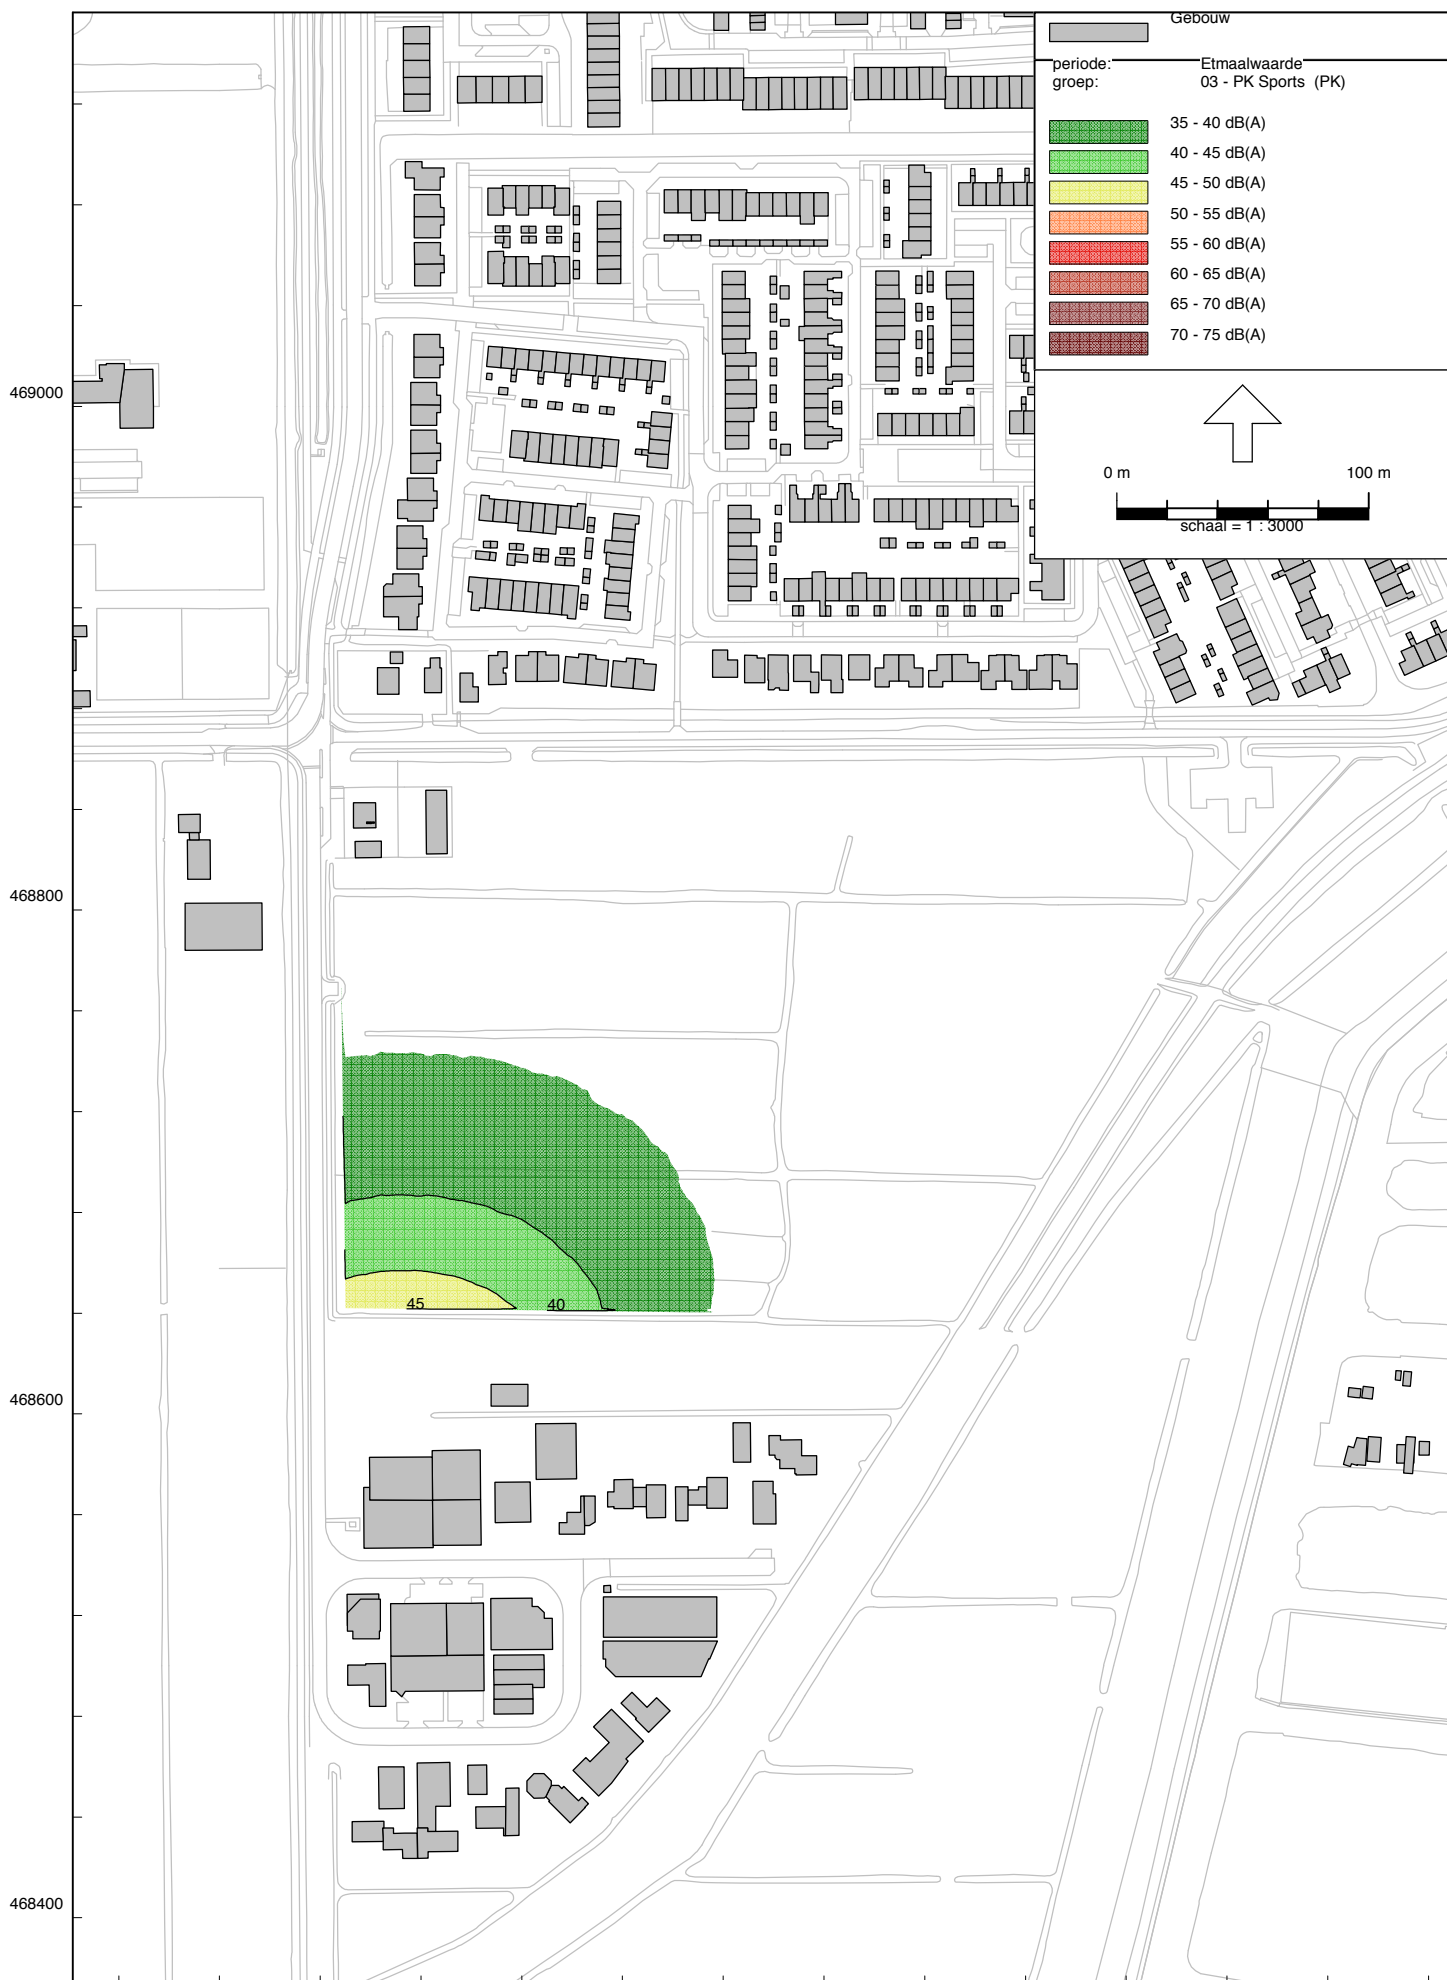 Gebouw
periode: Etmaalwaarde
groep: 03 - PK Sports (PK)
35 - 40 dB(A)
40 - 45 dB(A)
45 - 50 dB(A)
50 - 55 dB(A)
55 - 60 dB(A)
60 - 65 dB(A)
65 - 70 dB(A)
70 - 75 dB(A)
0 m 100 m
schaal = 1 : 3000
469000
468800
45 40
468600
468400